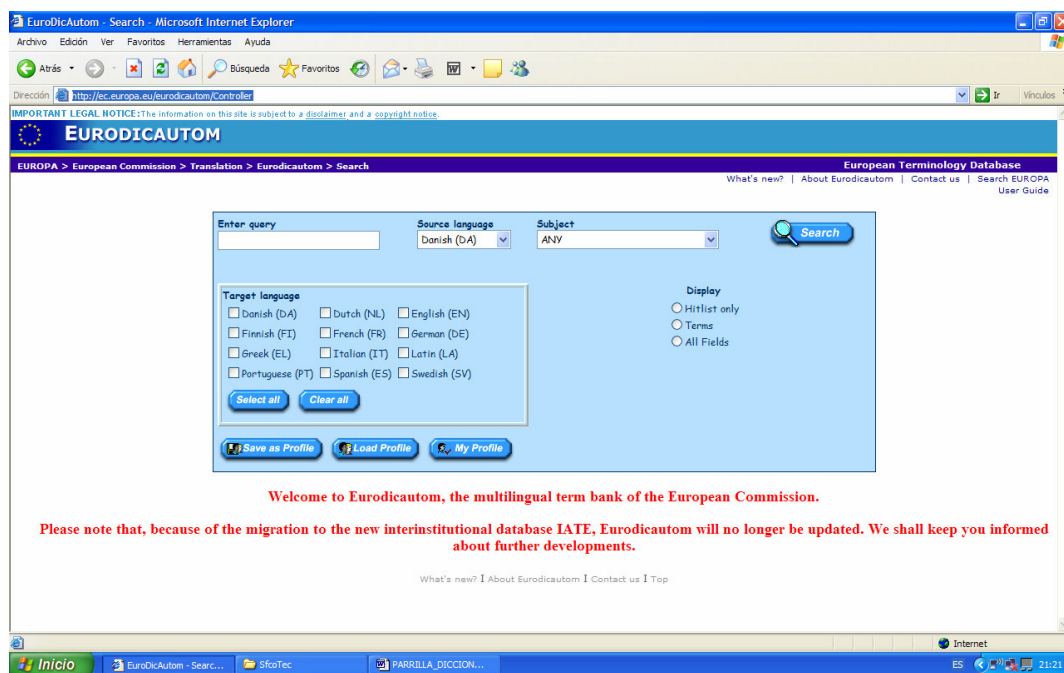 EuroDicAutom - Search - Microsoft Internet Explorer
Archivo Edición Ver Favoritos Herramientas Ayuda
Atrás Búsqueda Favoritos
Dirección http://ec.europa.eu/eurodicautom/Controller Ir Vínculos
IMPORTANT LEGAL NOTICE: The information on this site is subject to a disclaimer and a copyright notice.
EURODICAUTOM
EUROPA > European Commission > Translation > Eurodicautom > Search European Terminology Database
What's new? | About Eurodicautom | Contact us | Search EUROPA
User Guide
Enter query Source language Subject
Danish (DA) ANY Search
Target language Display
Danish (DA) Dutch (NL) English (EN) Hitlist only
Finnish (FI) French (FR) German (DE) Terms
Greek (EL) Italian (IT) Latin (LA) All Fields
Portuguese (PT) Spanish (ES) Swedish (SV)
Select all Clear all
Save as Profile Load Profile My Profile
Welcome to Eurodicautom, the multilingual term bank of the European Commission.
Please note that, because of the migration to the new interinstitutional database IATE, Eurodicautom will no longer be updated. We shall keep you informed
about further developments.
What's new? I About Eurodicautom I Contact us I Top
Internet
Inicio EuroDicAutom - Searc... SfcoTec PARRILLA_DICCION... ES 21:21